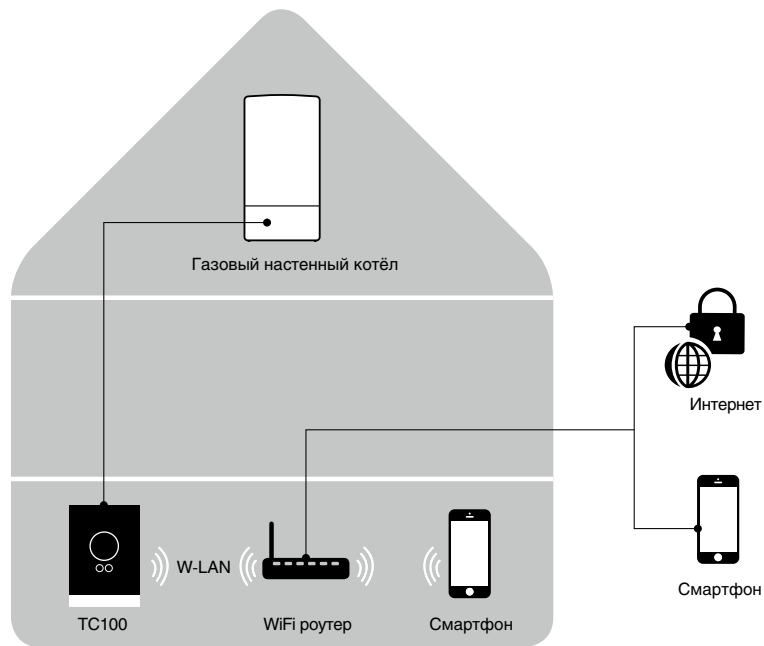 Газовый настенный котёл
Интернет
W-LAN
Смартфон
TC100
WiFi роутер
Смартфон